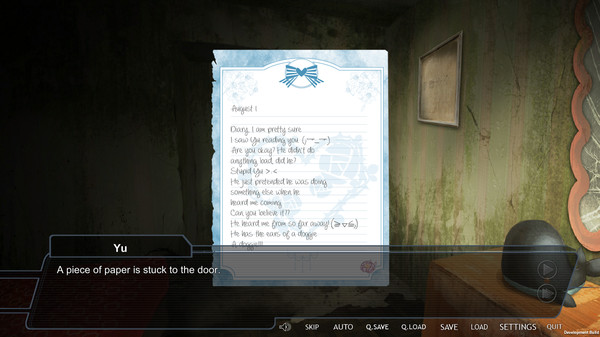 August 1
Diary, I am pretty sure
I saw Yu reading you (¬_¬)
Are you okay? He didn't do
anything bad, did he?
Stupid Yu >.<
He just pretended he was doing
something else when he
heard me coming
Can you believe it?!
He heard me from so far away!
He has the ears of a doggie
A doggie!!!
Yu
A piece of paper is stuck to the door.
SKIP AUTO Q.SAVE Q.LOAD SAVE LOAD SETTINGS QUIT
Development Build